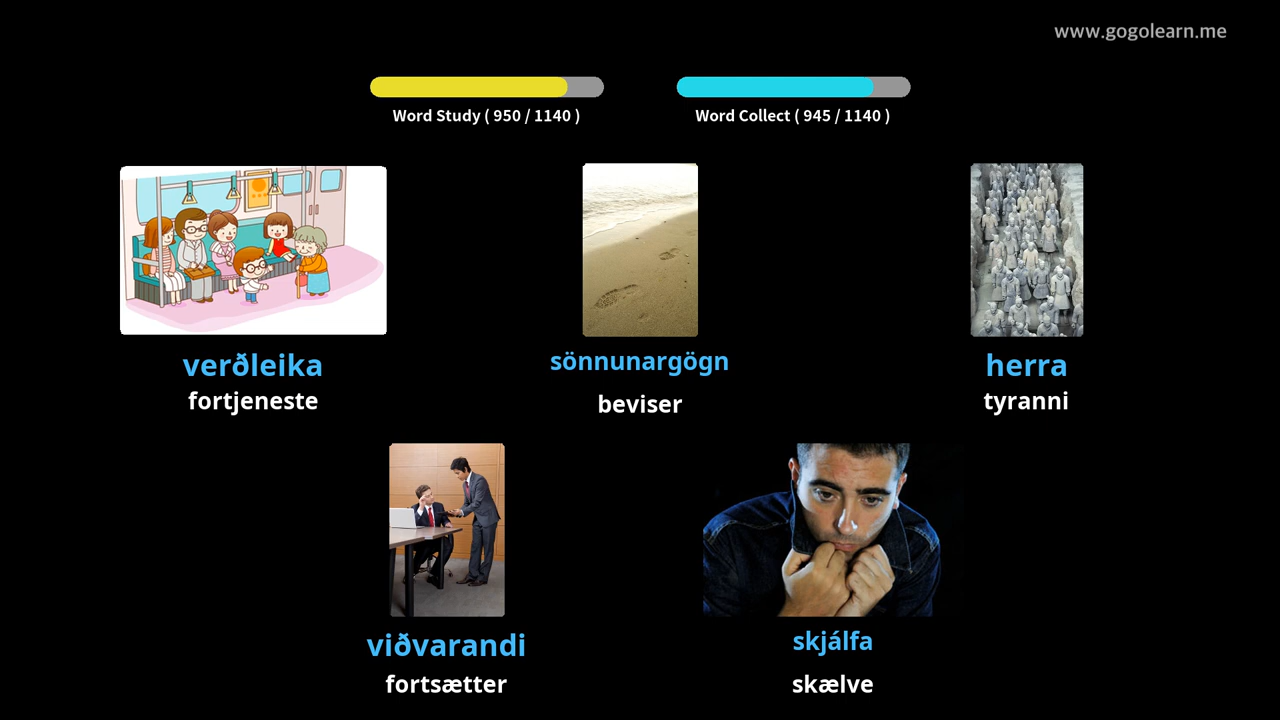 www.gogolearn.me
Word Study ( 950 / 1140 )
Word Collect ( 945 / 1140 )
verðleika
fortjeneste
sönnunargögn
beviser
herra
tyranni
viðvarandi
fortsætter
skjálfa
skælve